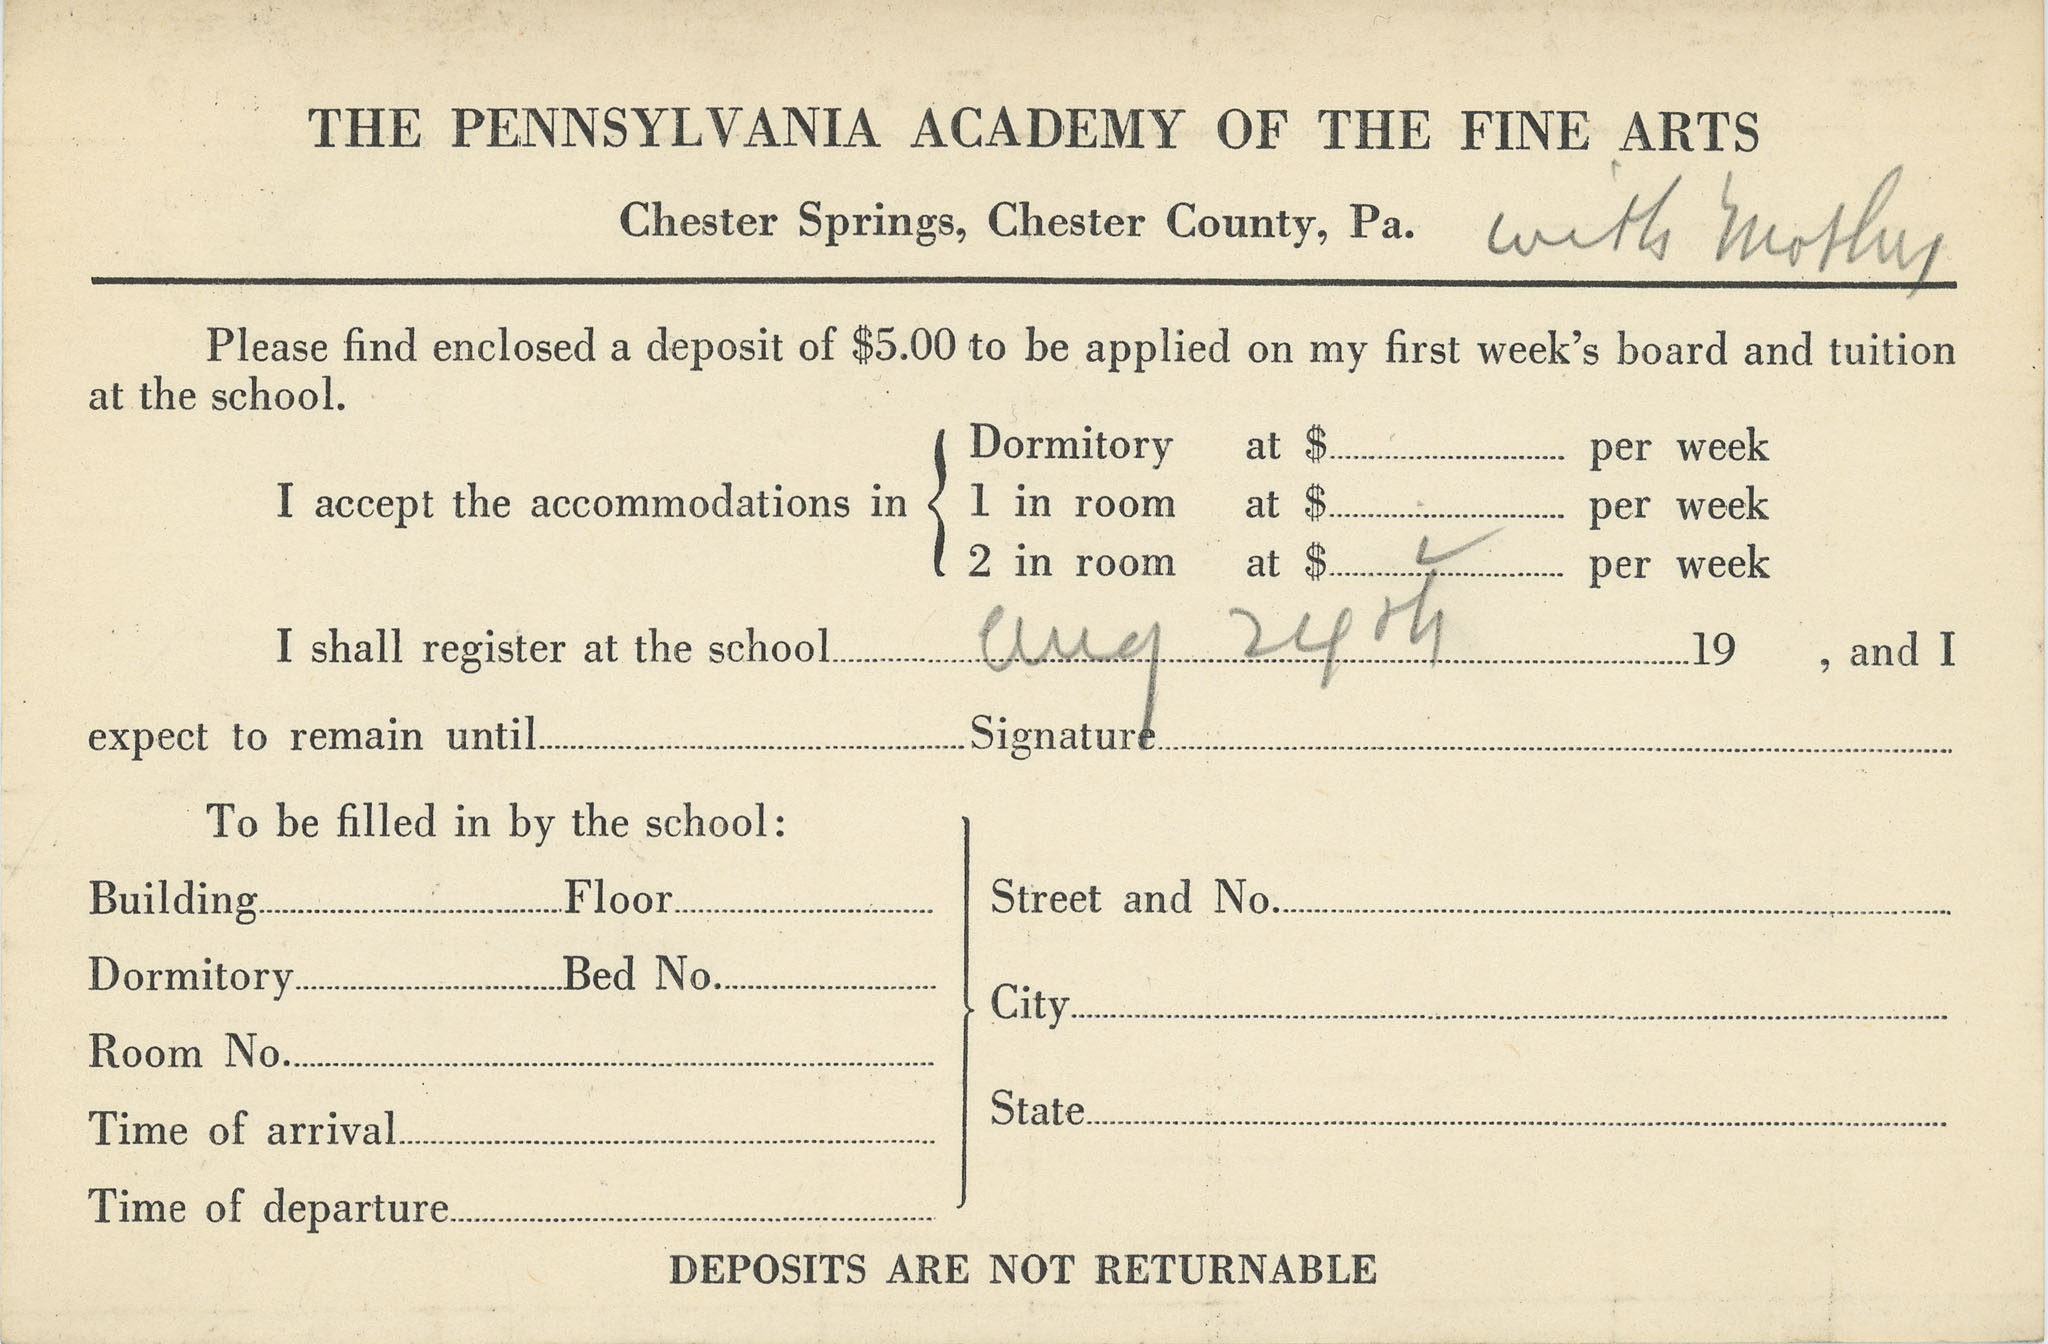 THE PENNSYLVANIA ACADEMY OF THE FINE ARTS
Chester Springs, Chester County, Pa. with Mother
Please find enclosed a deposit of $5.00 to be applied on my first week's board and tuition
at the school.
I accept the accommodations in
Dormitory at $ per week
1 in room at $ per week
2 in room at $ ✓ per week
I shall register at the school Aug 24th 19 , and I
expect to remain until Signature
To be filled in by the school:
Building Floor
Dormitory Bed No.
Room No.
Time of arrival
Time of departure
Street and No.
City
State
DEPOSITS ARE NOT RETURNABLE